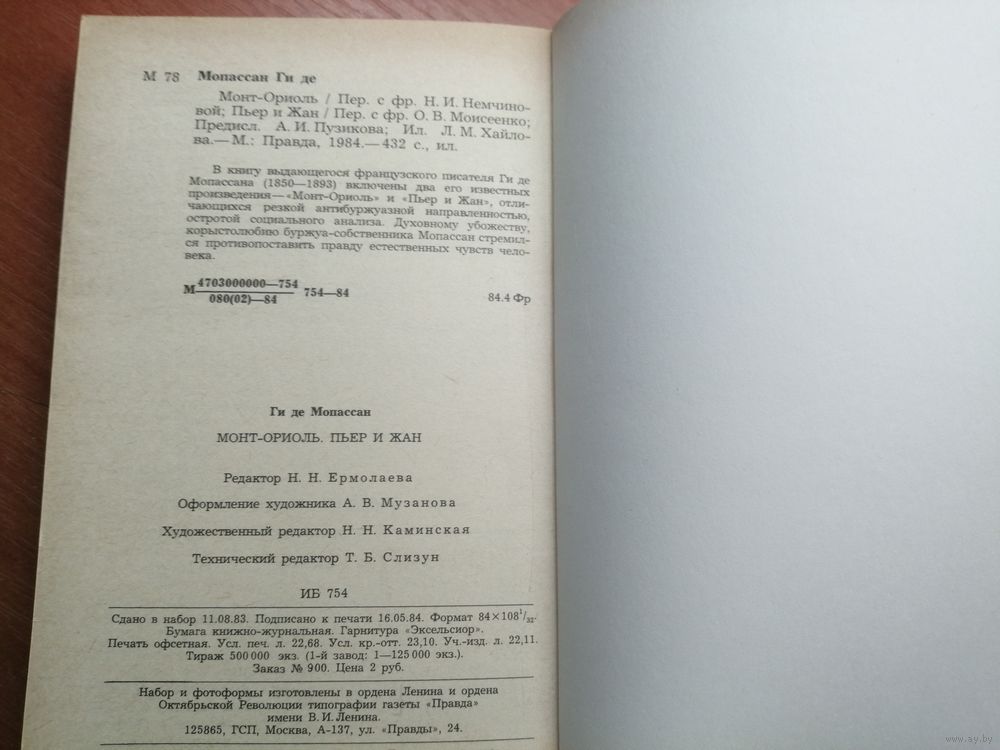 М 78 Мопассан Ги де
Монт-Ориоль / Пер. с фр. Н. И. Немчино-
вой; Пьер и Жан / Пер. с фр. О. В. Моисеенко;
Предисл. А. И. Пузикова; Ил. Л. М. Хайло-
ва.— М.: Правда, 1984.— 432 с., ил.
В книгу выдающегося французского писателя Ги де
Мопассана (1850—1893) включены два его известных
произведения— «Монт-Ориоль» и «Пьер и Жан», отли-
чающихся резкой антибуржуазной направленностью,
остротой социального анализа. Духовному убожеству,
корыстолюбию буржуа-собственника Мопассан стремил-
ся противопоставить правду естественных чувств чело-
века.
М 4703000000—754 / 080(02)—84 754—84 84.4 Фр
Ги де Мопассан
МОНТ-ОРИОЛЬ. ПЬЕР И ЖАН
Редактор Н. Н. Ермолаева
Оформление художника А. В. Музанова
Художественный редактор Н. Н. Каминская
Технический редактор Т. Б. Слизун
ИБ 754
Сдано в набор 11.08.83. Подписано к печати 16.05.84. Формат 84×108¹/₃₂.
Бумага книжно-журнальная. Гарнитура «Эксельсиор».
Печать офсетная. Усл. печ. л. 22,68. Усл. кр.-отт. 23,10. Уч.-изд. л. 22,11.
Тираж 500 000 экз. (1-й завод: 1—125 000 экз.).
Заказ № 900. Цена 2 руб.
Набор и фотоформы изготовлены в ордена Ленина и ордена
Октябрьской Революции типографии газеты «Правда»
имени В. И. Ленина.
125865, ГСП, Москва, А-137, ул. «Правды», 24.
www.ay.by